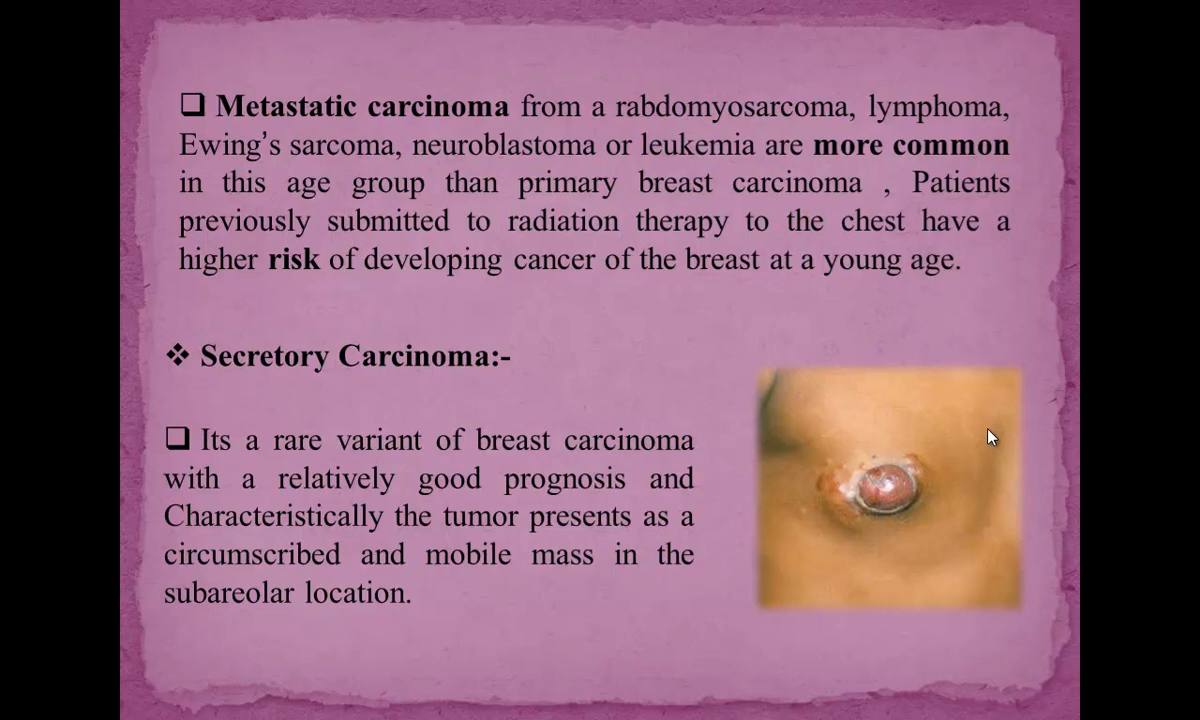 ❑ Metastatic carcinoma from a rabdomyosarcoma, lymphoma,
Ewing’s sarcoma, neuroblastoma or leukemia are more common
in this age group than primary breast carcinoma , Patients
previously submitted to radiation therapy to the chest have a
higher risk of developing cancer of the breast at a young age.
❖ Secretory Carcinoma:-
❑ Its a rare variant of breast carcinoma
with a relatively good prognosis and
Characteristically the tumor presents as a
circumscribed and mobile mass in the
subareolar location.